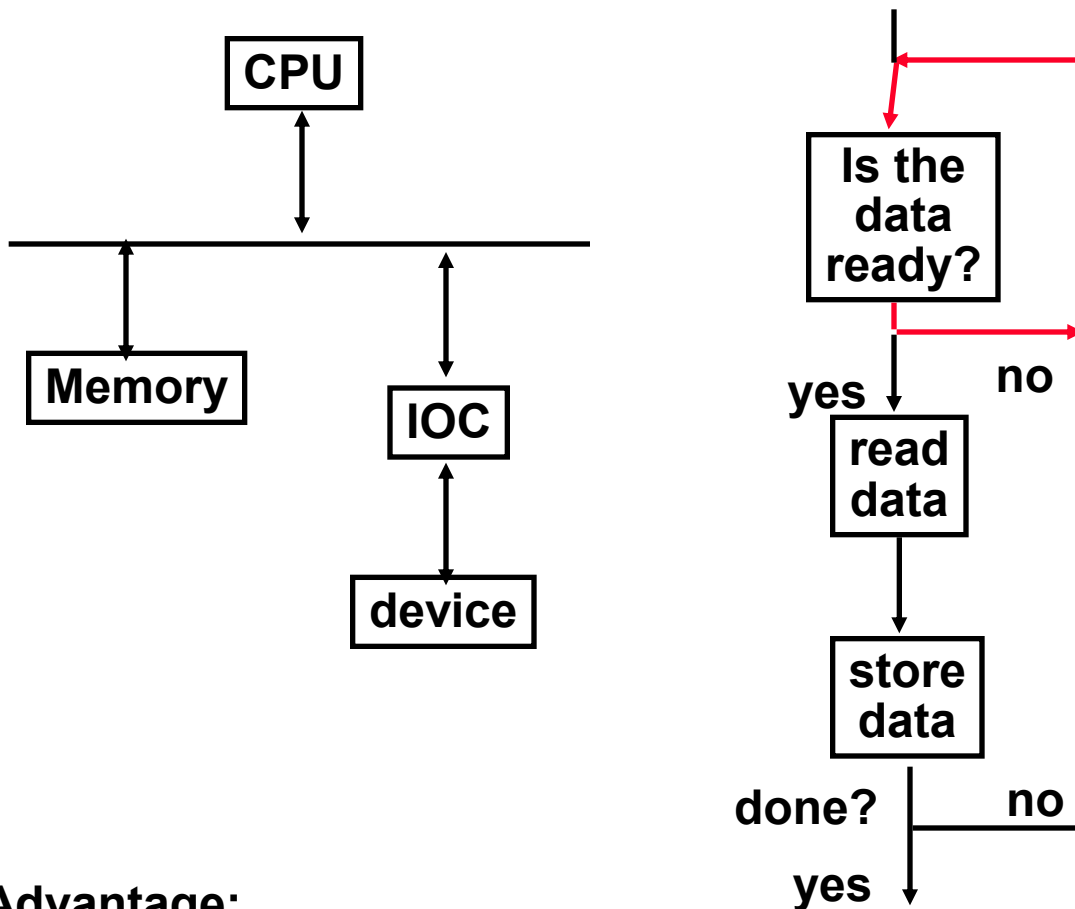 CPU
Memory
IOC
device
Is the
data
ready?
yes
no
read
data
store
data
done?
no
yes
Advantage: